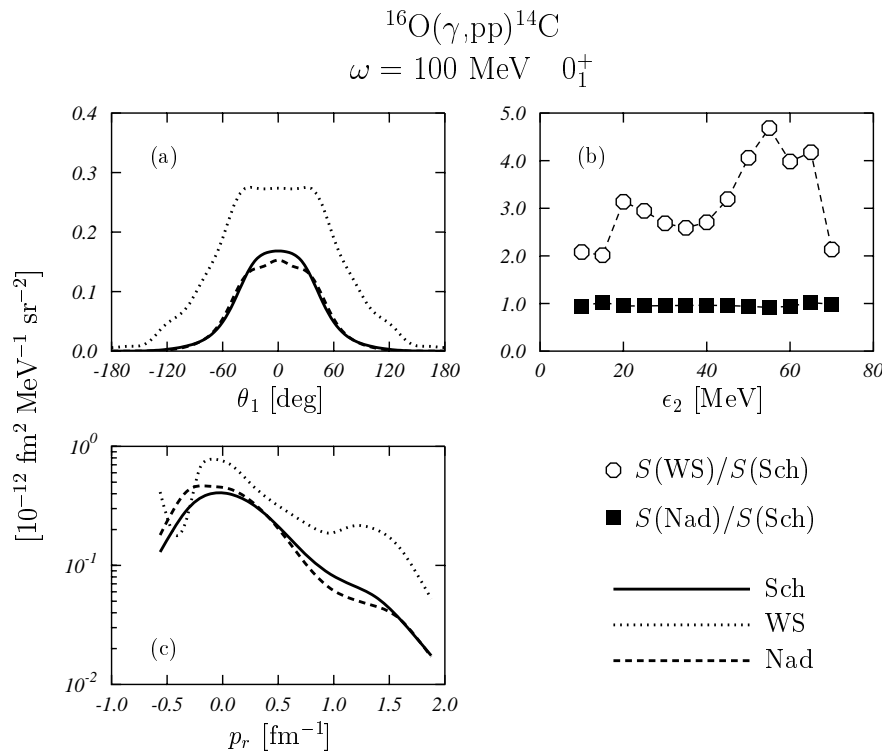 ¹⁶O(γ,pp)¹⁴C
ω = 100 MeV 0₁⁺
[10⁻¹² fm² MeV⁻¹ sr⁻²]
0.4
0.3
0.2
0.1
0.0
(a)
-180 -120 -60 0 60 120 180
θ₁ [deg]
5.0
4.0
3.0
2.0
1.0
0.0
(b)
0 20 40 60 80
ϵ₂ [MeV]
10⁰
10⁻¹
10⁻²
(c)
-1.0 -0.5 0.0 0.5 1.0 1.5 2.0
pᵣ [fm⁻¹]
S(WS)/S(Sch)
S(Nad)/S(Sch)
Sch
WS
Nad